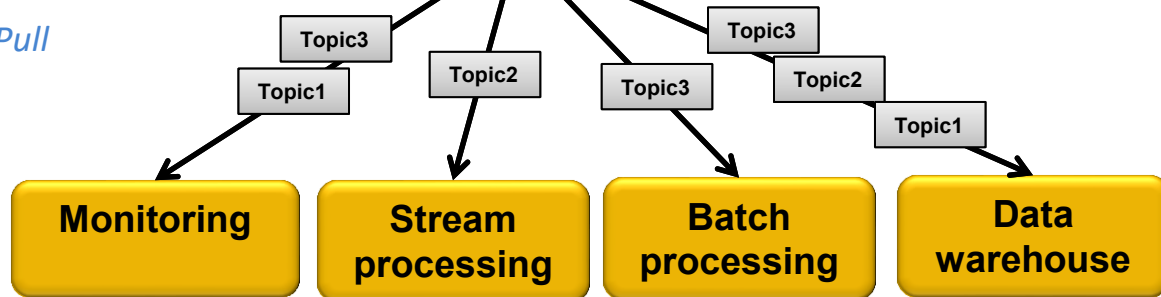 Pull
Topic3
Topic3
Topic2
Topic2
Topic1
Topic3
Topic1
Monitoring
Stream
processing
Batch
processing
Data
warehouse